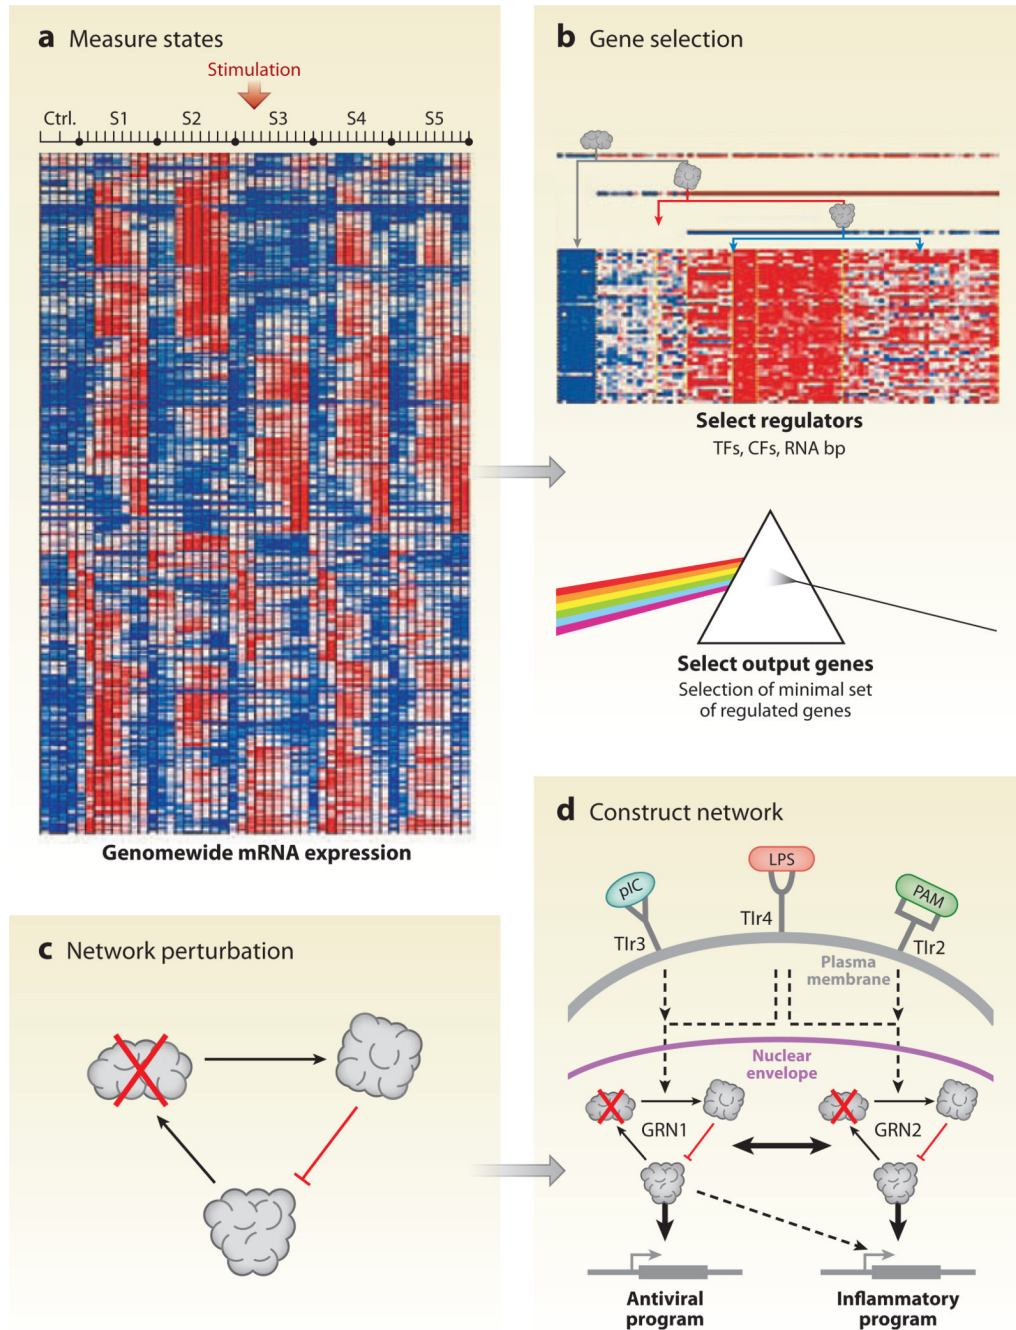 a Measure states
Stimulation
Ctrl. S1 S2 S3 S4 S5
Genomewide mRNA expression
b Gene selection
Select regulators
TFs, CFs, RNA bp
Select output genes
Selection of minimal set
of regulated genes
c Network perturbation
d Construct network
pIC
LPS
PAM
Tlr3
Tlr4
Tlr2
Plasma
membrane
Nuclear
envelope
GRN1
GRN2
Antiviral
program
Inflammatory
program